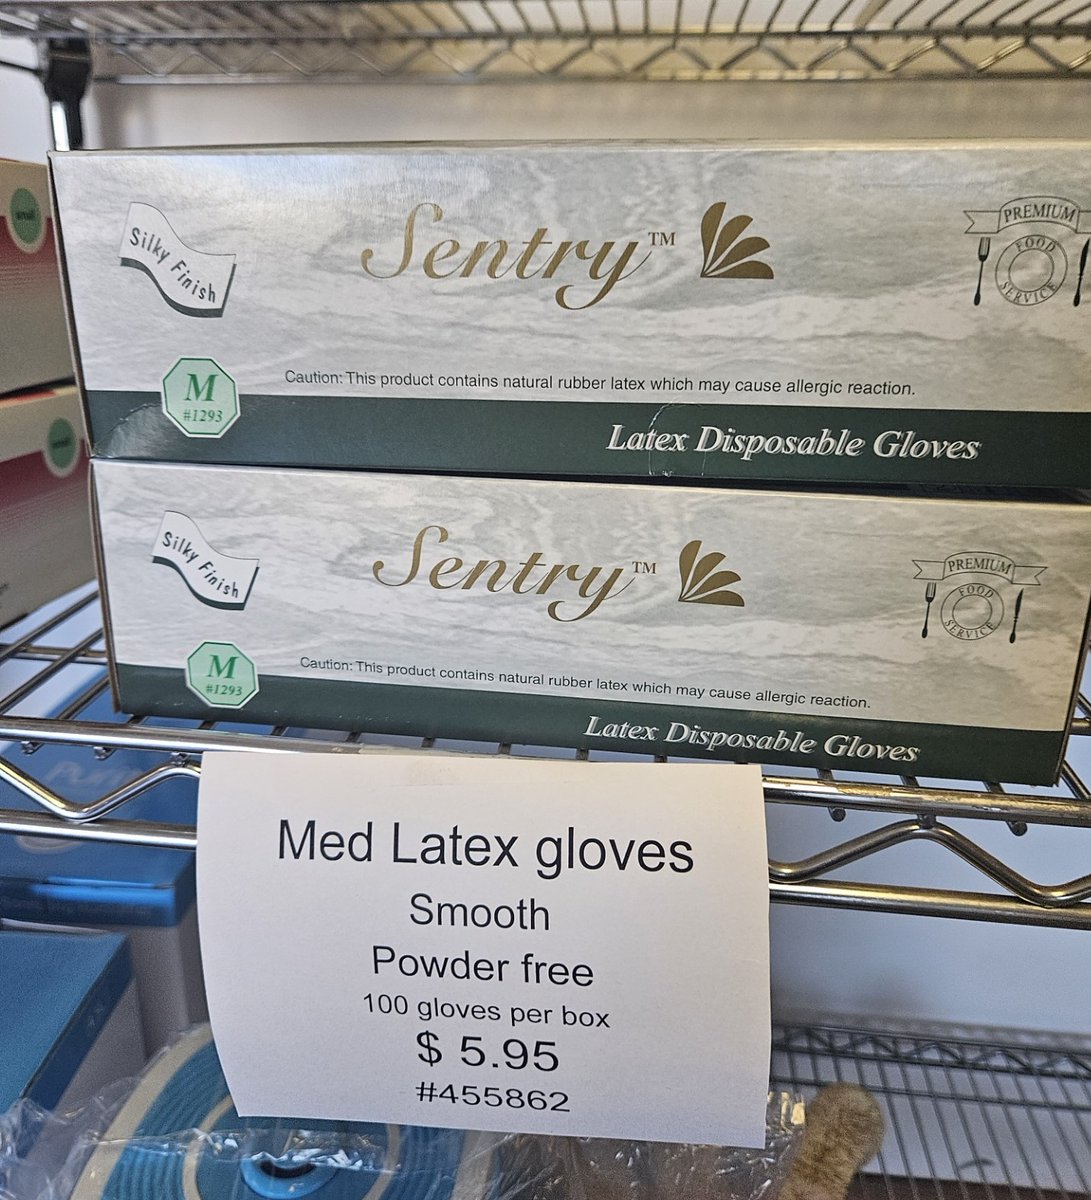 Silky Finish
Sentry™
PREMIUM
FOOD
SERVICE
M
#1293
Caution: This product contains natural rubber latex which may cause allergic reaction.
Latex Disposable Gloves
Silky Finish
Sentry™
PREMIUM
FOOD
SERVICE
M
#1293
Caution: This product contains natural rubber latex which may cause allergic reaction.
Latex Disposable Gloves
small
small
Med Latex gloves
Smooth
Powder free
100 gloves per box
$ 5.95
#455862